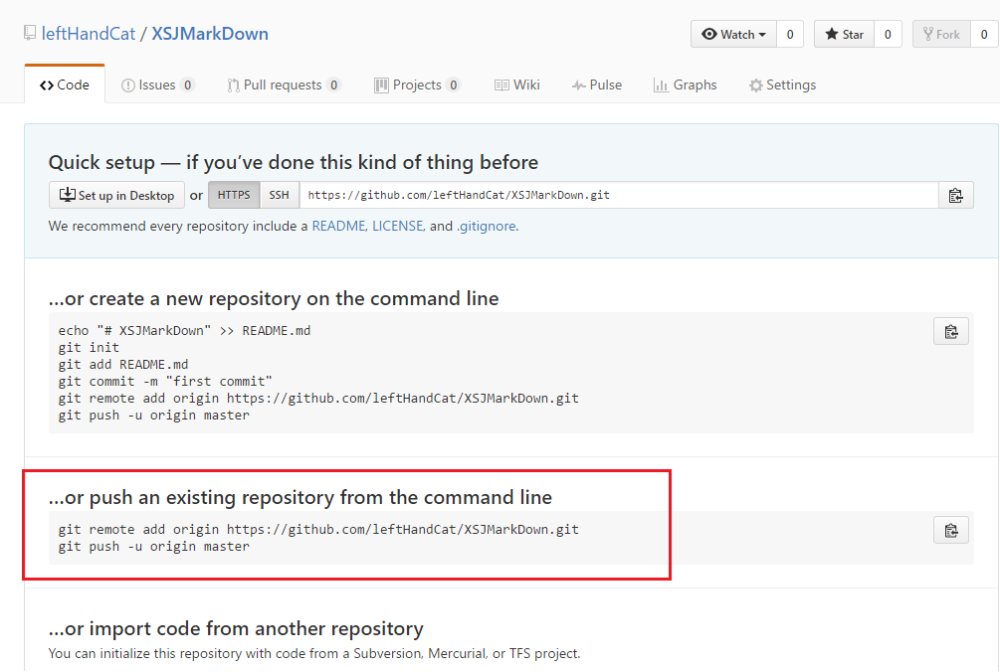 leftHandCat / XSJMarkDown
Watch 0 Star 0 Fork 0
Code Issues 0 Pull requests 0 Projects 0 Wiki Pulse Graphs Settings
Quick setup — if you’ve done this kind of thing before
Set up in Desktop or HTTPS SSH https://github.com/leftHandCat/XSJMarkDown.git
We recommend every repository include a README, LICENSE, and .gitignore.
…or create a new repository on the command line
echo "# XSJMarkDown" >> README.md
git init
git add README.md
git commit -m "first commit"
git remote add origin https://github.com/leftHandCat/XSJMarkDown.git
git push -u origin master
…or push an existing repository from the command line
git remote add origin https://github.com/leftHandCat/XSJMarkDown.git
git push -u origin master
…or import code from another repository
You can initialize this repository with code from a Subversion, Mercurial, or TFS project.